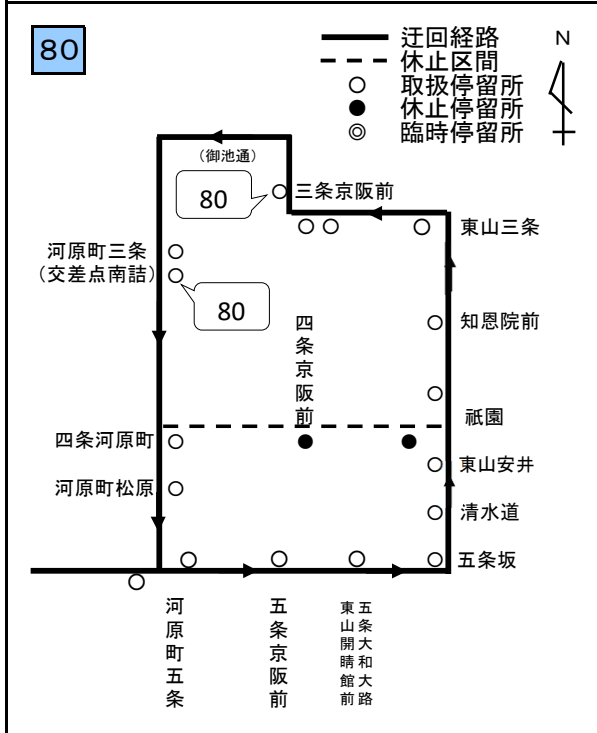 80
迂回経路
休止区間
取扱停留所
休止停留所
臨時停留所
N
(御池通)
80
三条京阪前
東山三条
河原町三条
(交差点南詰)
80
知恩院前
四条京阪前
祇園
四条河原町
東山安井
河原町松原
清水道
五条坂
河原町五条
五条京阪前
五条大和大路
東山開睛館前